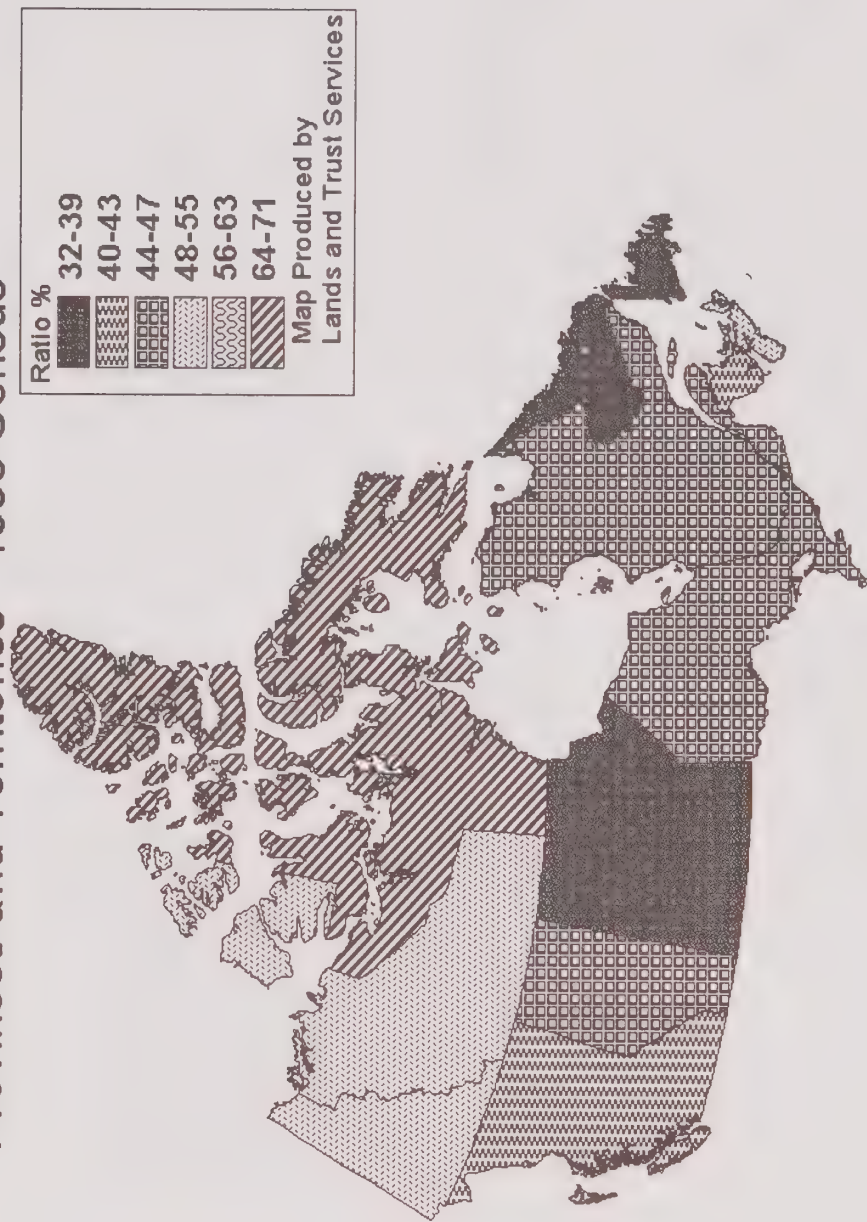 Ratio %
32-39
40-43
44-47
48-55
56-63
64-71
Map Produced by
Lands and Trust Services